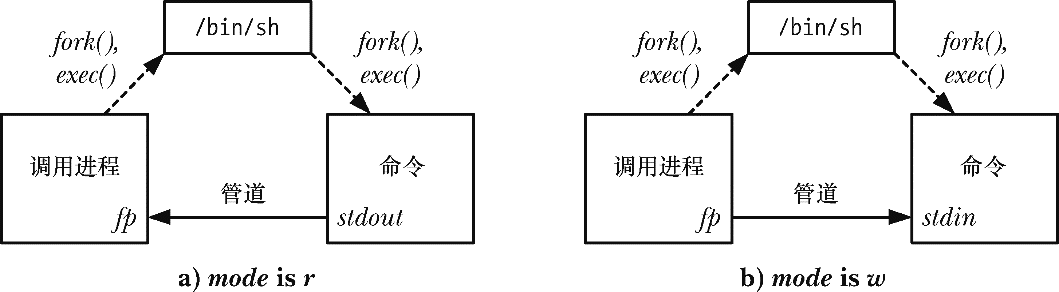 /bin/sh
fork(),
exec()
fork(),
exec()
调用进程
命令
管道
fp
stdout
a) mode is r
/bin/sh
fork(),
exec()
fork(),
exec()
调用进程
命令
管道
fp
stdin
b) mode is w